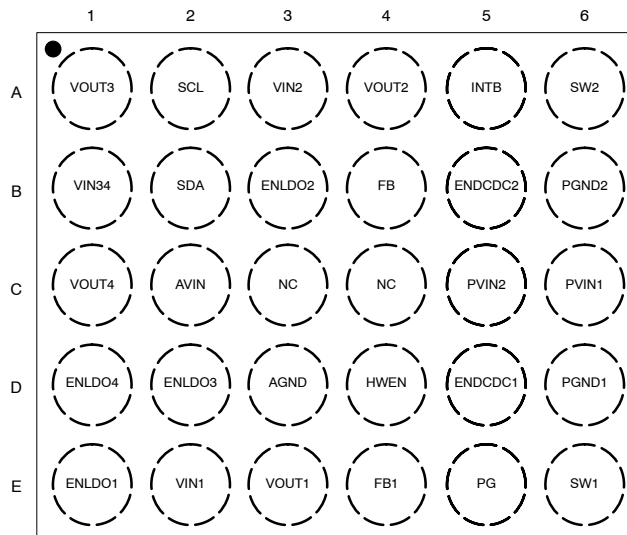 1 2 3 4 5 6
A VOUT3 SCL VIN2 VOUT2 INTB SW2
B VIN34 SDA ENLDO2 FB ENDCDC2 PGND2
C VOUT4 AVIN NC NC PVIN2 PVIN1
D ENLDO4 ENLDO3 AGND HWEN ENDCDC1 PGND1
E ENLDO1 VIN1 VOUT1 FB1 PG SW1